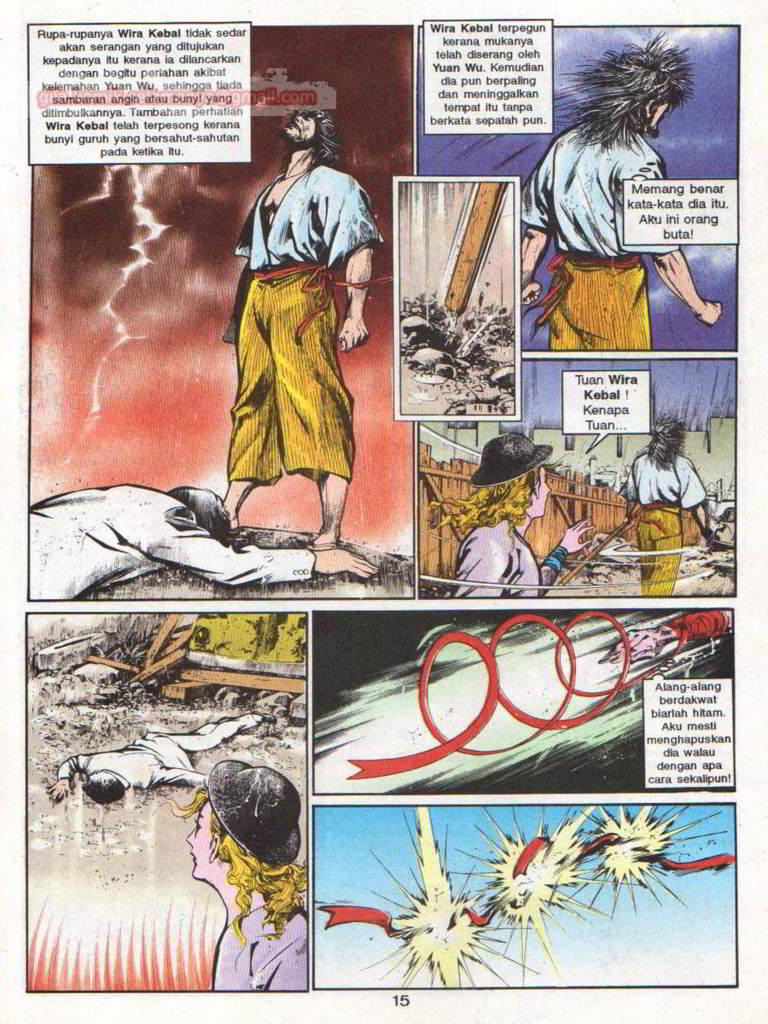 Rupa-rupanya Wira Kebal tidak sedar
akan serangan yang ditujukan
kepadanya itu kerana ia dilancarkan
dengan begitu perlahan akibat
kelemahan Yuan Wu, sehingga tiada
sambaran angin atau bunyi yang
ditimbulkannya. Tambahan perhatian
Wira Kebal telah terpesong kerana
bunyi guruh yang bersahut-sahutan
pada ketika itu.
Wira Kebal terpegun
kerana mukanya
telah diserang oleh
Yuan Wu. Kemudian
dia pun berpaling
dan meninggalkan
tempat itu tanpa
berkata sepatah pun.
Memang benar
kata-kata dia itu.
Aku ini orang
buta!
Tuan Wira
Kebal !
Kenapa
Tuan...
Alang-alang
berdakwat
biarlah hitam.
Aku mesti
menghapuskan
dia walau
dengan apa
cara sekalipun!
15